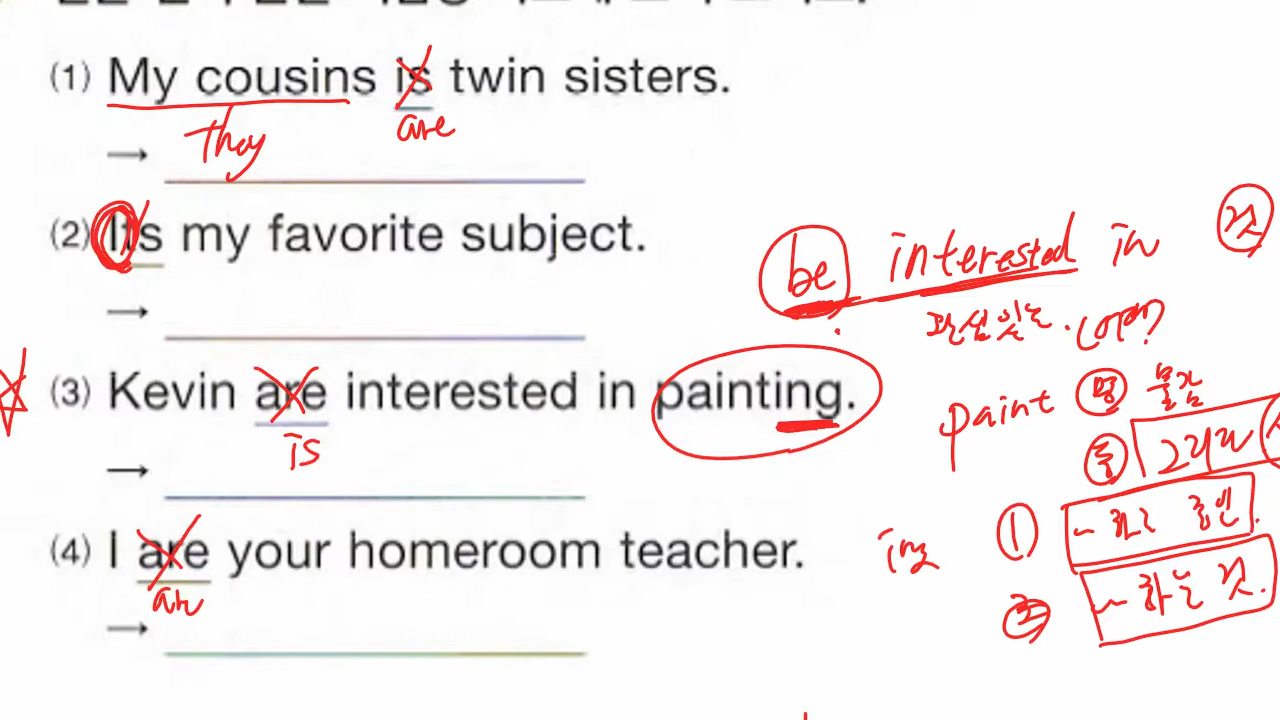 (1) My cousins is twin sisters.
are
They
→
(2) Its my favorite subject.
→
be interested in 것
관심있는.
(3) Kevin are interested in painting.
is
paint 명 물감
동 그리다
→
(4) I are your homeroom teacher.
am
ing ① ~하고 있는
② ~하는 것.
→